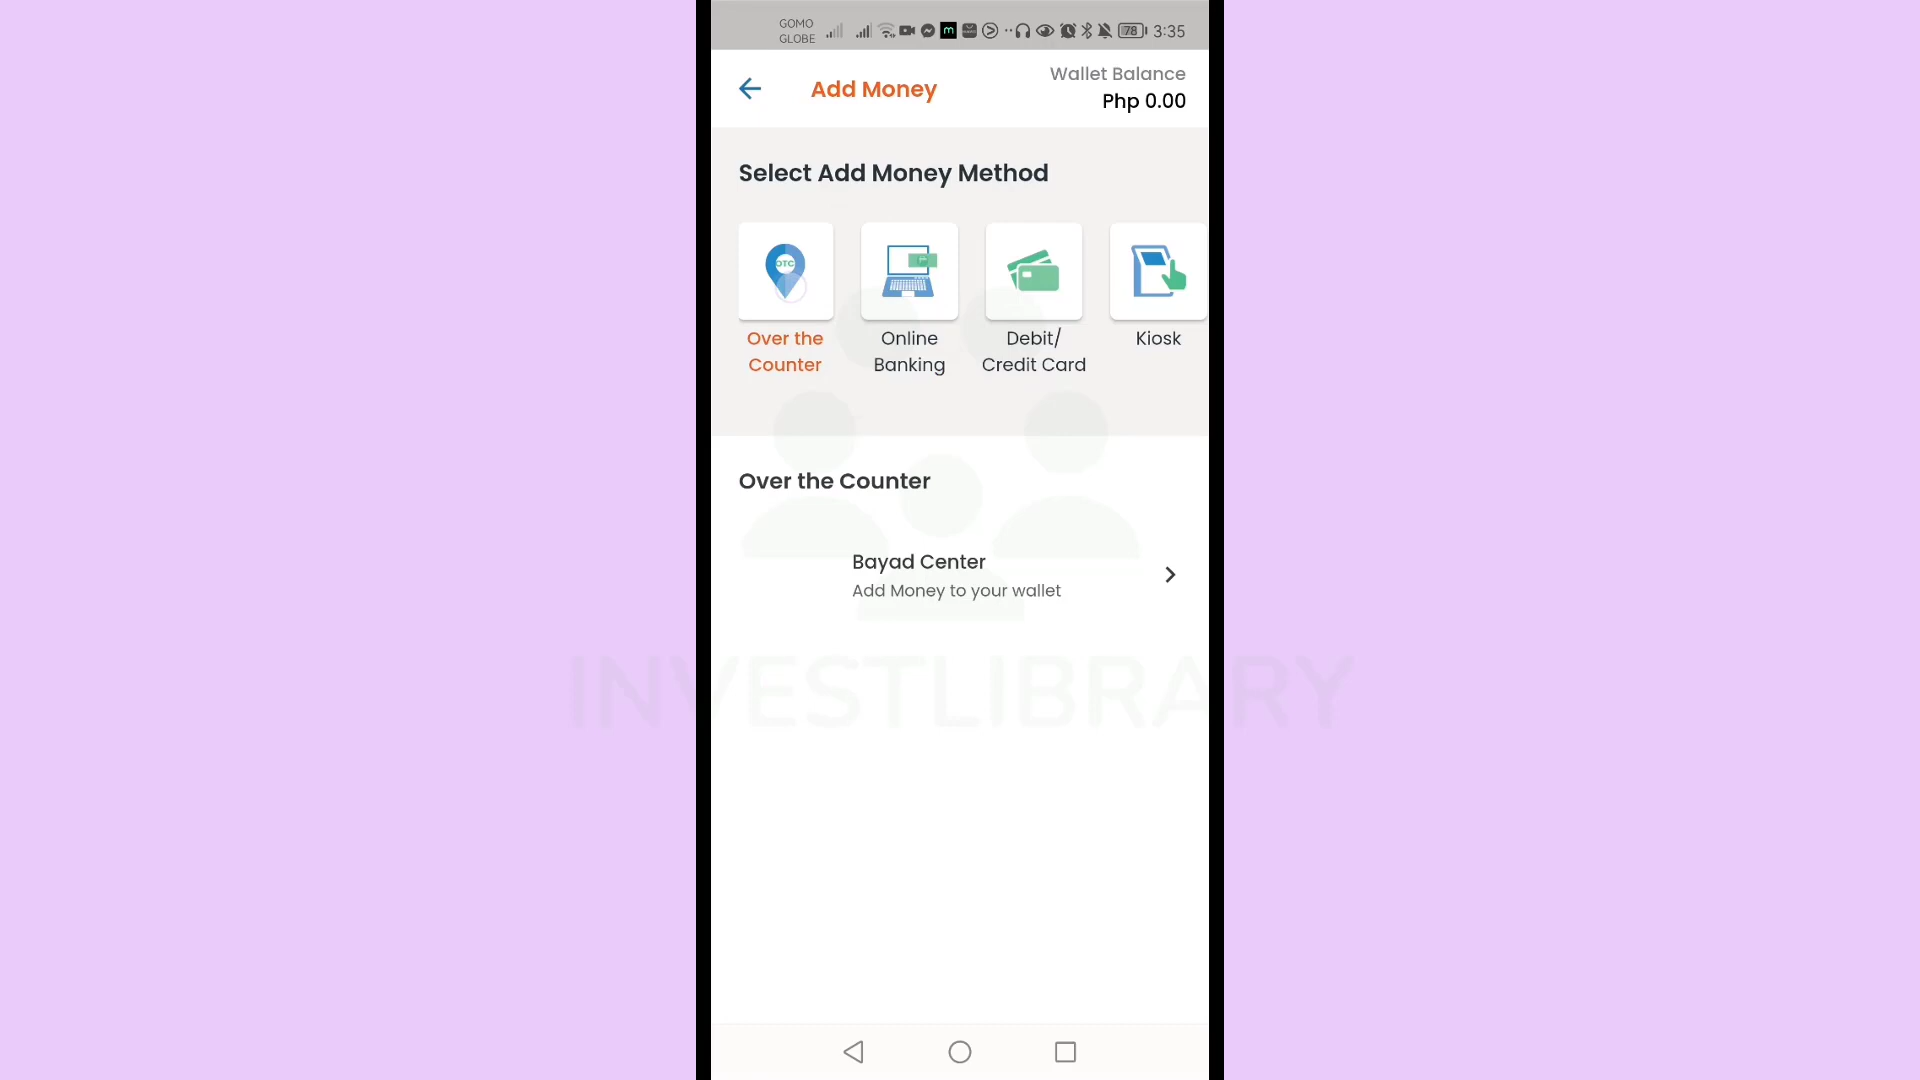 GOMO
GLOBE
78
3:35
Add Money
Wallet Balance
Php 0.00
Select Add Money Method
OTC
Over the
Counter
Online
Banking
Debit/
Credit Card
Kiosk
Over the Counter
Bayad Center
Add Money to your wallet
INVESTLIBRARY